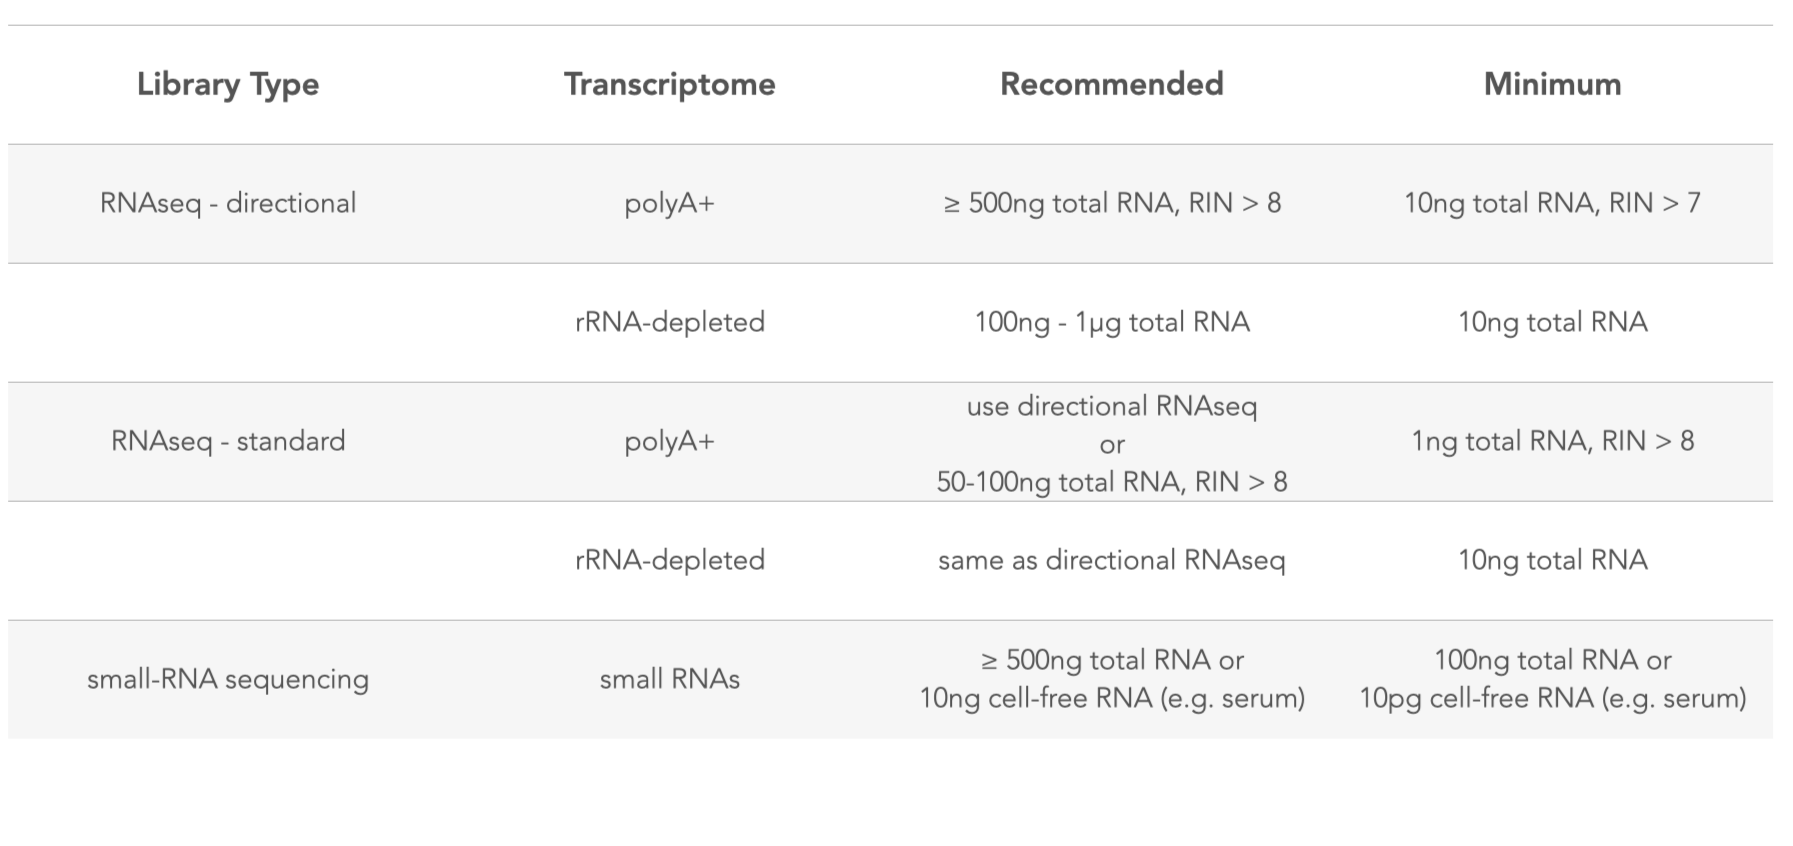 Library Type Transcriptome Recommended Minimum
RNAseq - directional polyA+ ≥ 500ng total RNA, RIN > 8 10ng total RNA, RIN > 7
rRNA-depleted 100ng - 1µg total RNA 10ng total RNA
use directional RNAseq
RNAseq - standard polyA+ or 1ng total RNA, RIN > 8
50-100ng total RNA, RIN > 8
rRNA-depleted same as directional RNAseq 10ng total RNA
≥ 500ng total RNA or 100ng total RNA or
small-RNA sequencing small RNAs
10ng cell-free RNA (e.g. serum) 10pg cell-free RNA (e.g. serum)